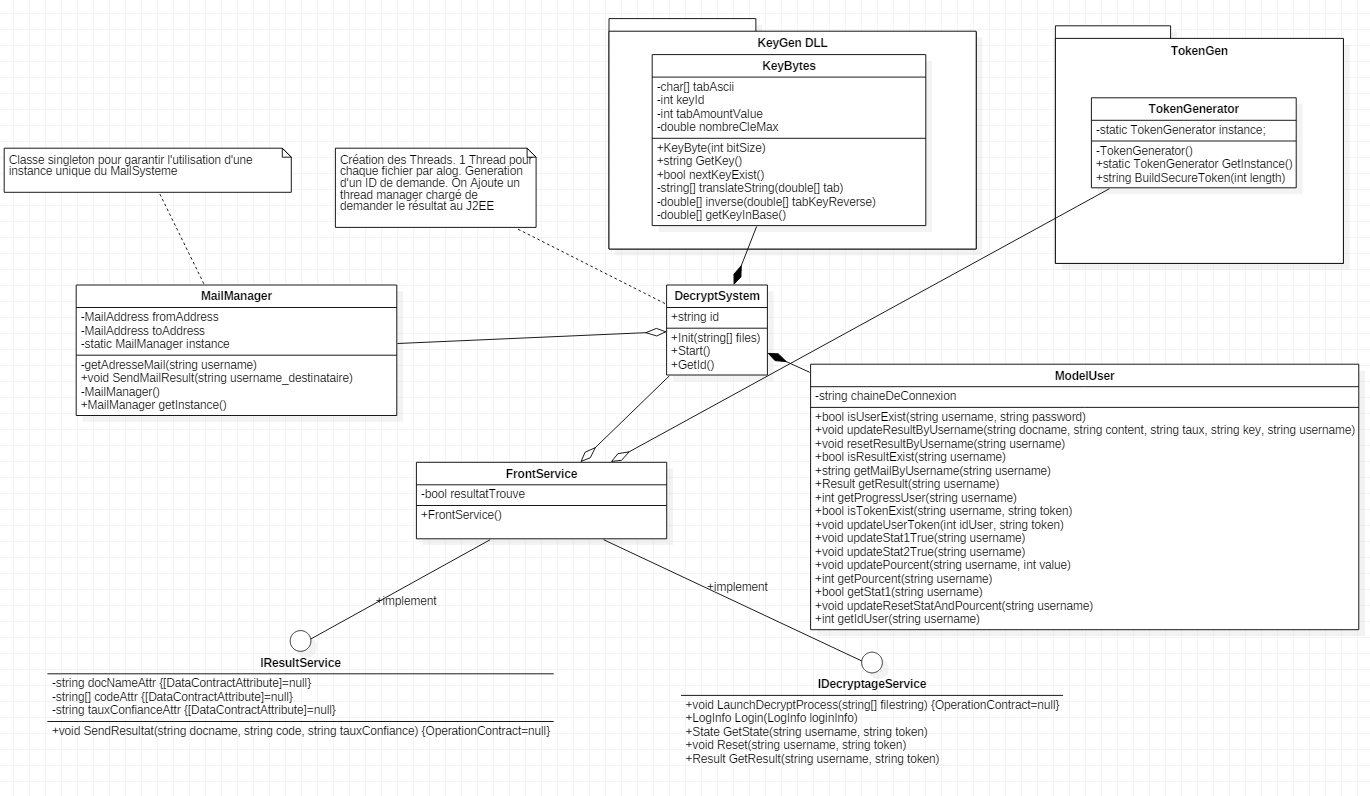 KeyGen DLL
KeyBytes
-char[] tabAscii
-int keyId
-int tabAmountValue
-double nombreCleMax
+KeyByte(int bitSize)
+string GetKey()
+bool nextKeyExist()
-string[] translateString(double[] tab)
-double[] inverse(double[] tabKeyReverse)
-double[] getKeyInBase()
TokenGen
TokenGenerator
-static TokenGenerator instance;
-TokenGenerator()
+static TokenGenerator GetInstance()
+string BuildSecureToken(int length)
Classe singleton pour garantir l'utilisation d'une
instance unique du MailSysteme
Création des Threads. 1 Thread pour
chaque fichier par alog. Generation
d'un ID de demande. On Ajoute un
thread manager chargé de
demander le résultat au J2EE
MailManager
-MailAddress fromAddress
-MailAddress toAddress
-static MailManager instance
-getAdresseMail(string username)
+void SendMailResult(string username_destinataire)
-MailManager()
+MailManager getInstance()
DecryptSystem
+string id
+Init(string[] files)
+Start()
+GetId()
ModelUser
-string chaineDeConnexion
+bool isUserExist(string username, string password)
+void updateResultByUsername(string docname, string content, string taux, string key, string username)
+void resetResultByUsername(string username)
+bool isResultExist(string username)
+string getMailByUsername(string username)
+Result getResult(string username)
+int getProgressUser(string username)
+bool isTokenExist(string username, string token)
+void updateUserToken(int idUser, string token)
+void updateStat1True(string username)
+void updateStat2True(string username)
+void updatePourcent(string username, int value)
+int getPourcent(string username)
+bool getStat1(string username)
+void updateResetStatAndPourcent(string username)
+int getIdUser(string username)
FrontService
-bool resultatTrouve
+FrontService()
+implement
+implement
IResultService
-string docNameAttr {[DataContractAttribute]=null}
-string[] codeAttr {[DataContractAttribute]=null}
-string tauxConfianceAttr {[DataContractAttribute]=null}
+void SendResultat(string docname, string code, string tauxConfiance) {OperationContract=null}
IDecryptageService
+void LaunchDecryptProcess(string[] filestring) {OperationContract=null}
+LogInfo Login(LogInfo loginInfo)
+State GetState(string username, string token)
+void Reset(string username, string token)
+Result GetResult(string username, string token)